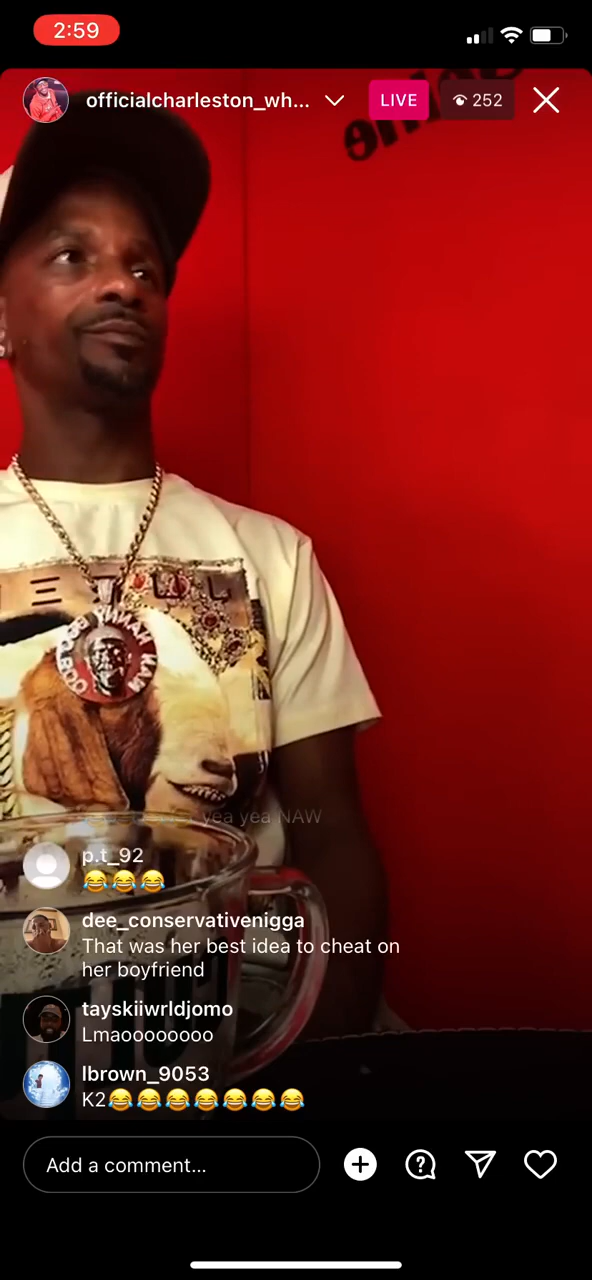 2:59
officialcharleston_wh...
LIVE
252
yea yea NAW
p.t_92
😂😂😂
dee_conservativenigga
That was her best idea to cheat on
her boyfriend
tayskiiwrldjomo
Lmaoooooooo
lbrown_9053
K2😂😂😂😂😂😂😂
Add a comment...